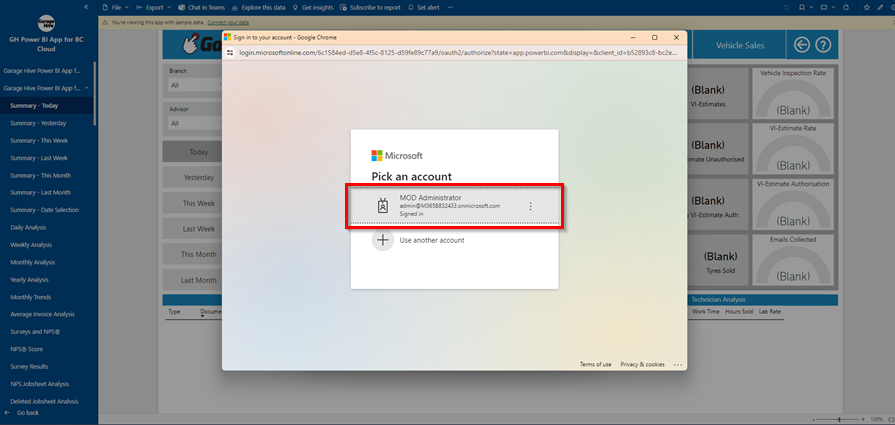 File
Export
Chat in Teams
Explore this data
Get insights
Subscribe to report
Set alert
You're viewing this app with sample data. Connect your data
GH Power BI App for BC
Cloud
Garage Hive Power BI App f...
Garage Hive Power BI App f...
Summary - Today
Summary - Yesterday
Summary - This Week
Summary - Last Week
Summary - This Month
Summary - Last Month
Summary - Date Selection
Daily Analysis
Weekly Analysis
Monthly Analysis
Yearly Analysis
Monthly Trends
Average Invoice Analysis
Surveys and NPS®
NPS® Score
Survey Results
NPS Jobsheet Analysis
Deleted Jobsheet Analysis
Go back
Branch
All
Advisor
All
Today
Yesterday
This Week
Last Week
This Month
Last Month
Type
Docume
Sign in to your account - Google Chrome
login.microsoftonline.com/6c1584ed-d5e8-4f5c-8125-d59fe89c77a9/oauth2/authorize?state=app.powerbi.com&display=&client_id=b52893c8-bc2e...
Microsoft
Pick an account
MOD Administrator
admin@M365B832433.onmicrosoft.com
Signed in
Use another account
Terms of use
Privacy & cookies
Vehicle Sales
(Blank)
VI-Estimates
Vehicle Inspection Rate
(Blank)
(Blank)
imate Unauthorised
VI-Estimate Rate
(Blank)
(Blank)
VI-Estimate Auth
VI-Estimate Authorisation
(Blank)
(Blank)
Tyres Sold
Emails Collected
(Blank)
Technician Analysis
Work Time
Hours Sold
Lab Rate
128%